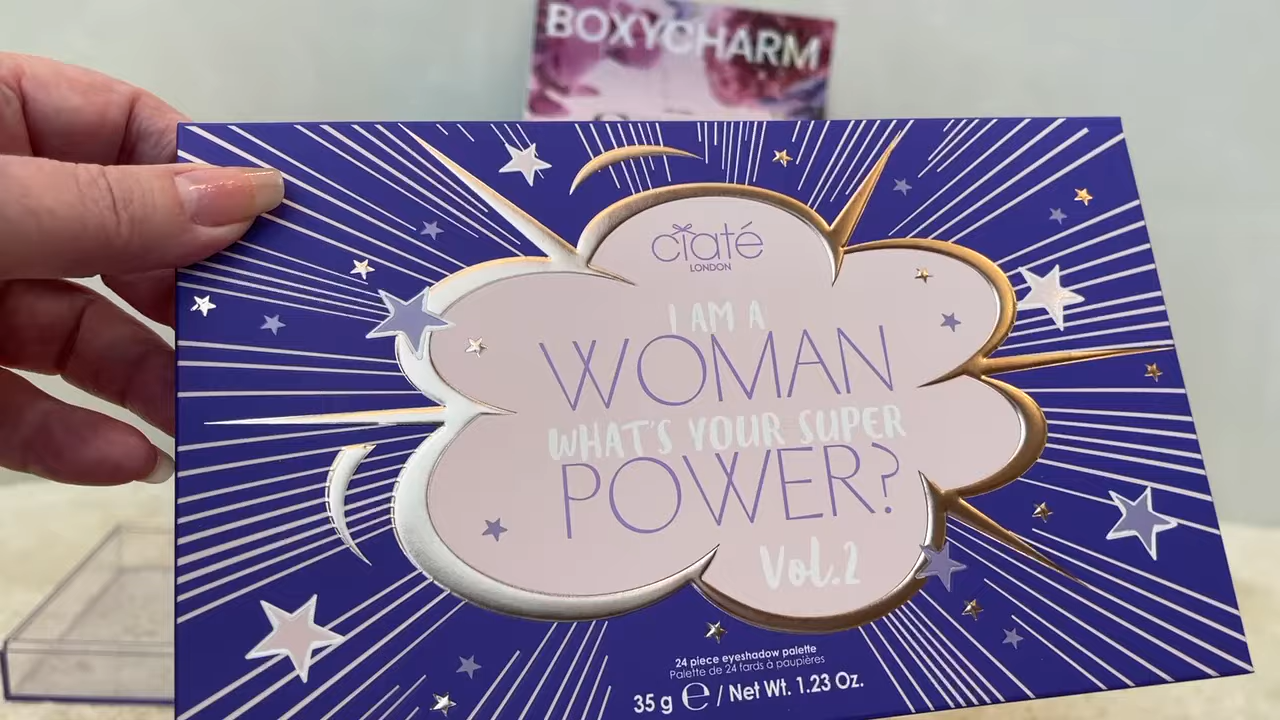 BOXYCHARM
ciaté
LONDON
I AM A
WOMAN
WHAT'S YOUR SUPER
POWER?
Vol.2
24 piece eyeshadow palette
Palette de 24 fards à paupières
35 g ℮ / Net Wt. 1.23 Oz.